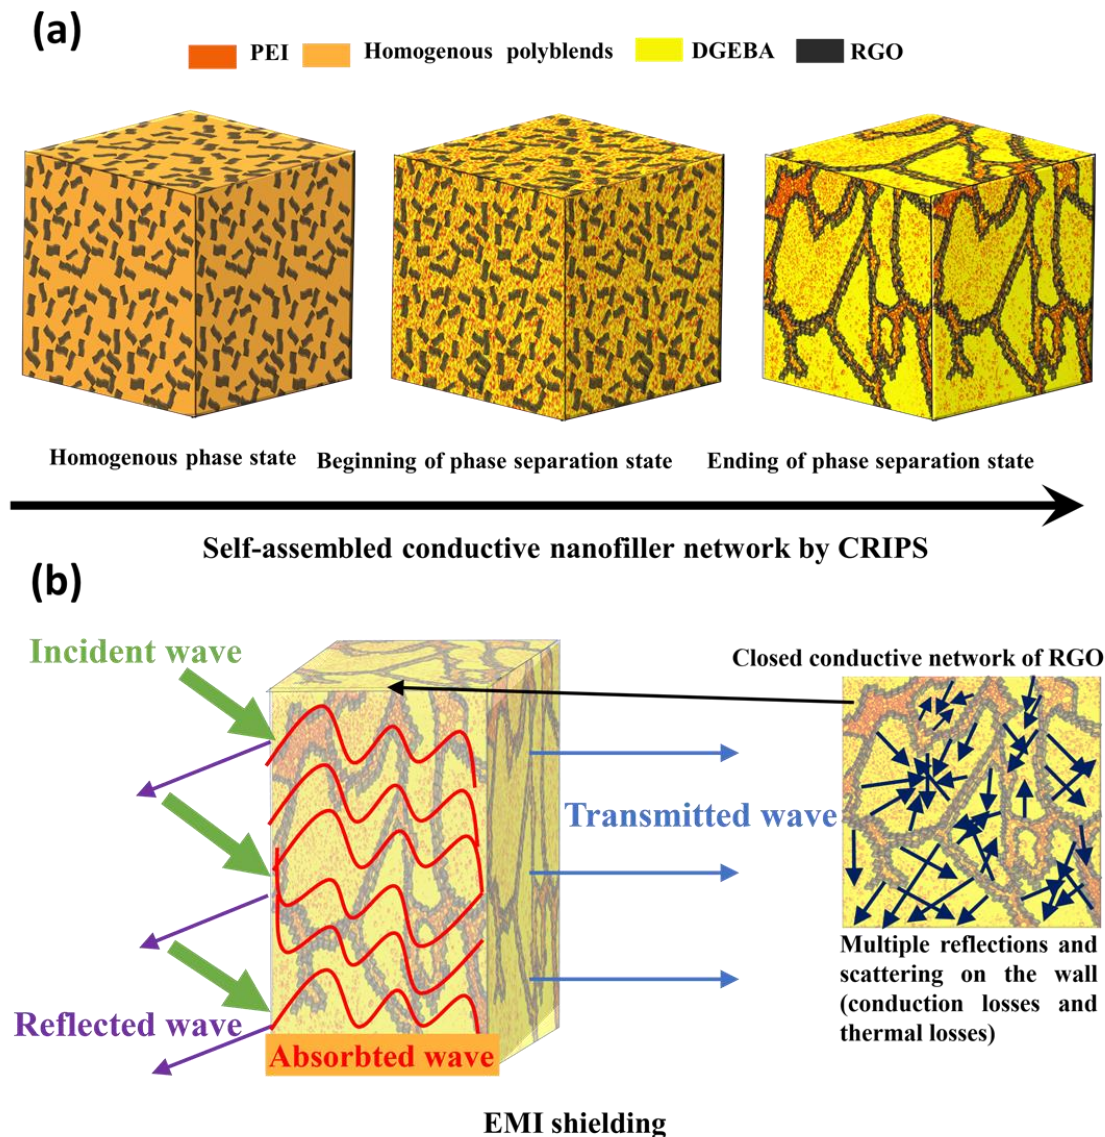 (a)
PEI Homogenous polyblends DGEBA RGO
Homogenous phase state Beginning of phase separation state Ending of phase separation state
Self-assembled conductive nanofiller network by CRIPS
(b)
Incident wave
Closed conductive network of RGO
Transmitted wave
Reflected wave
Absorbted wave
Multiple reflections and
scattering on the wall
(conduction losses and
thermal losses)
EMI shielding